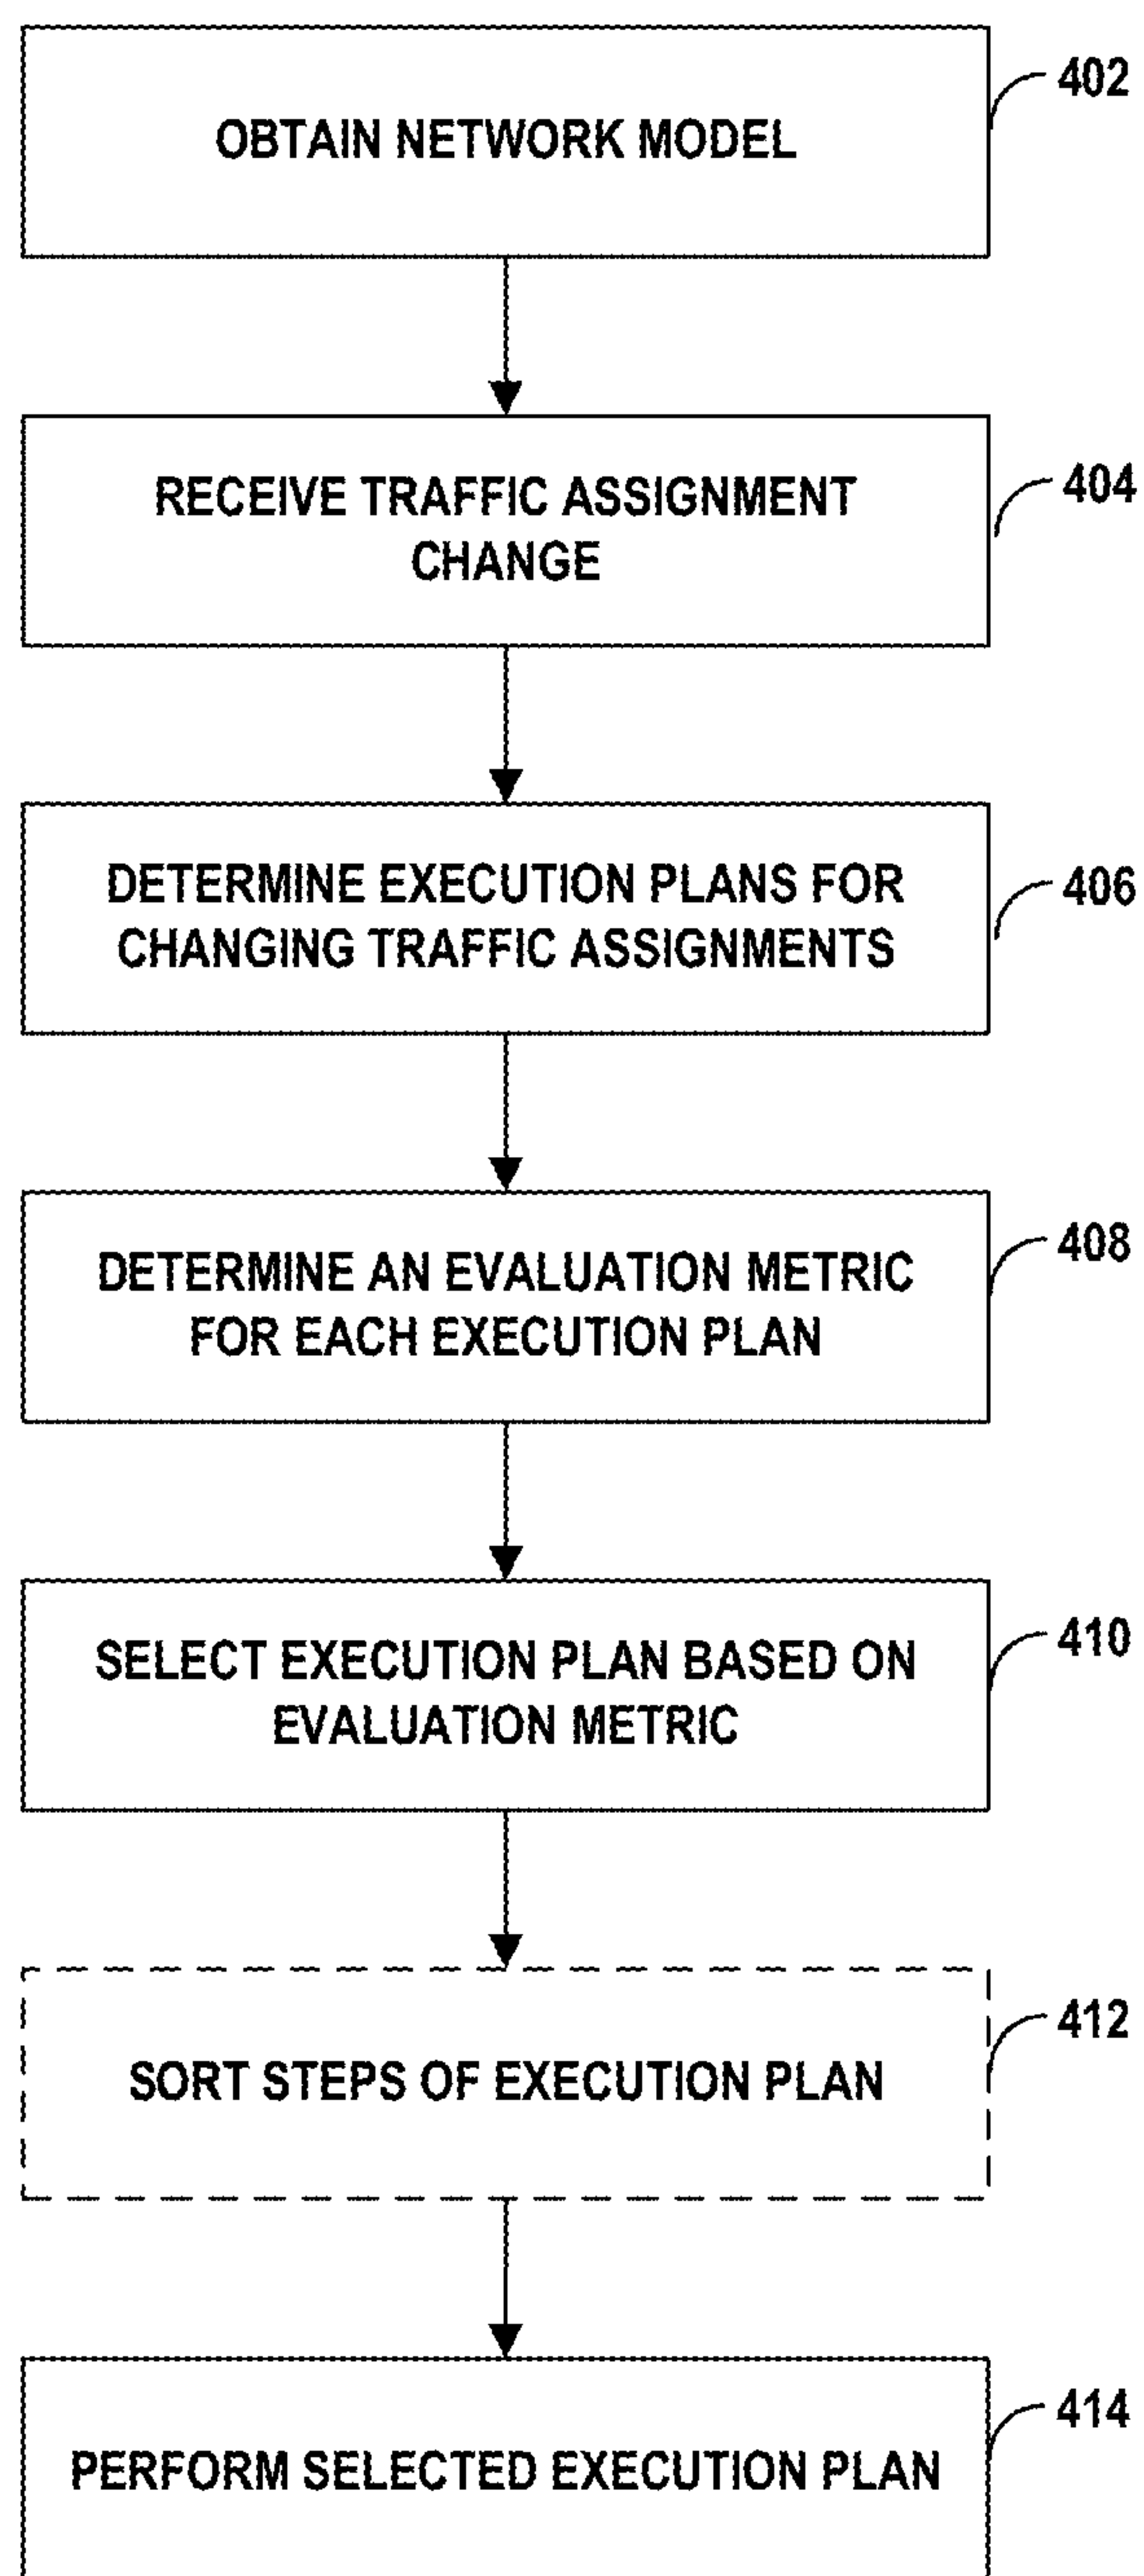 OBTAIN NETWORK MODEL
402
RECEIVE TRAFFIC ASSIGNMENT
CHANGE
404
DETERMINE EXECUTION PLANS FOR
CHANGING TRAFFIC ASSIGNMENTS
406
DETERMINE AN EVALUATION METRIC
FOR EACH EXECUTION PLAN
408
SELECT EXECUTION PLAN BASED ON
EVALUATION METRIC
410
SORT STEPS OF EXECUTION PLAN
412
PERFORM SELECTED EXECUTION PLAN
414